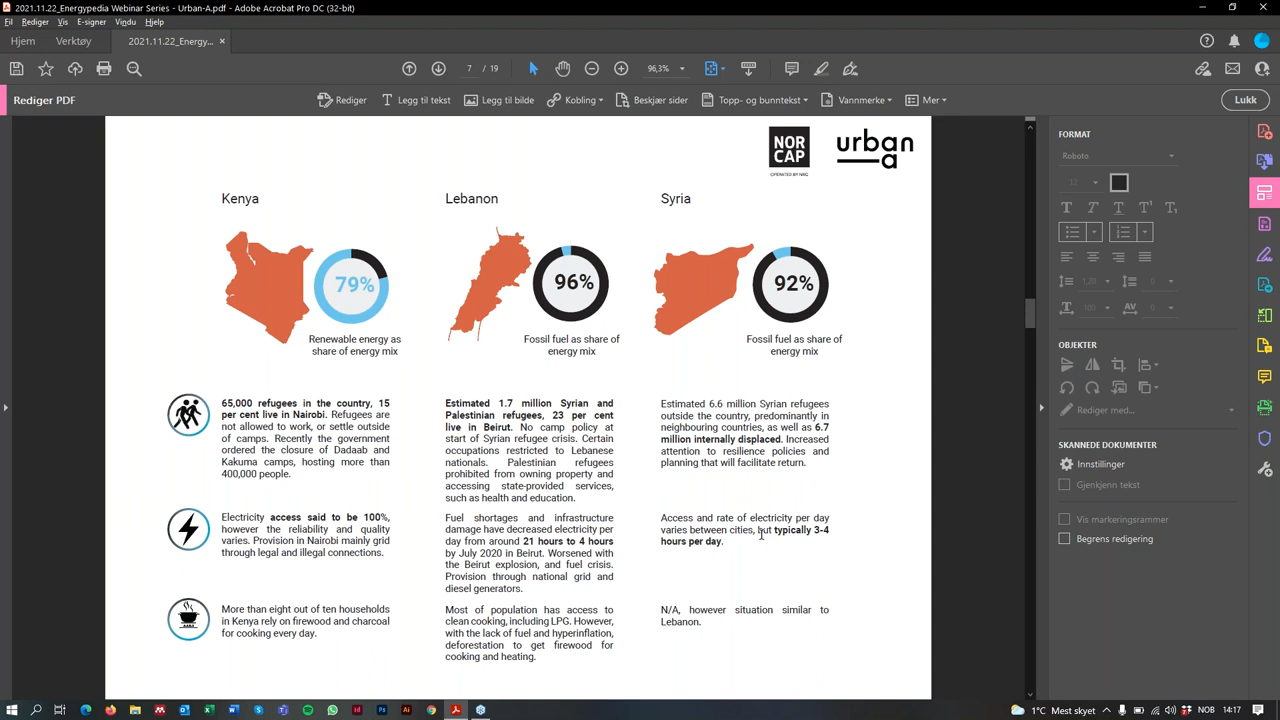 2021.11.22_Energypedia Webinar Series - Urban-A.pdf - Adobe Acrobat Pro DC (32-bit)
Fil Rediger Vis E-signer Vindu Hjelp
Hjem Verktøy 2021.11.22_Energy... ×
7 / 19 96,3%
Rediger PDF Rediger Legg til tekst Legg til bilde Kobling Beskjær sider Topp- og bunntekst Vannmerke Mer Lukk
NOR
CAP
OPERATED BY NRC
urban
a
Kenya
79%
Renewable energy as
share of energy mix
Lebanon
96%
Fossil fuel as share of
energy mix
Syria
92%
Fossil fuel as share of
energy mix
65,000 refugees in the country, 15
per cent live in Nairobi. Refugees are
not allowed to work, or settle outside
of camps. Recently the government
ordered the closure of Dadaab and
Kakuma camps, hosting more than
400,000 people.
Estimated 1.7 million Syrian and
Palestinian refugees, 23 per cent
live in Beirut. No camp policy at
start of Syrian refugee crisis. Certain
occupations restricted to Lebanese
nationals. Palestinian refugees
prohibited from owning property and
accessing state-provided services,
such as health and education.
Estimated 6.6 million Syrian refugees
outside the country, predominantly in
neighbouring countries, as well as 6.7
million internally displaced. Increased
attention to resilience policies and
planning that will facilitate return.
Electricity access said to be 100%,
however the reliability and quality
varies. Provision in Nairobi mainly grid
through legal and illegal connections.
Fuel shortages and infrastructure
damage have decreased electricity per
day from around 21 hours to 4 hours
by July 2020 in Beirut. Worsened with
the Beirut explosion, and fuel crisis.
Provision through national grid and
diesel generators.
Access and rate of electricity per day
varies between cities, but typically 3-4
hours per day.
More than eight out of ten households
in Kenya rely on firewood and charcoal
for cooking every day.
Most of population has access to
clean cooking, including LPG. However,
with the lack of fuel and hyperinflation,
deforestation to get firewood for
cooking and heating.
N/A, however situation similar to
Lebanon.
FORMAT
Roboto
12
1,20 0
100 0
OBJEKTER
Rediger med...
SKANNEDE DOKUMENTER
Innstillinger
Gjenkjenn tekst
Vis markeringsrammer
Begrens redigering
1°C Mest skyet NOR 14:17